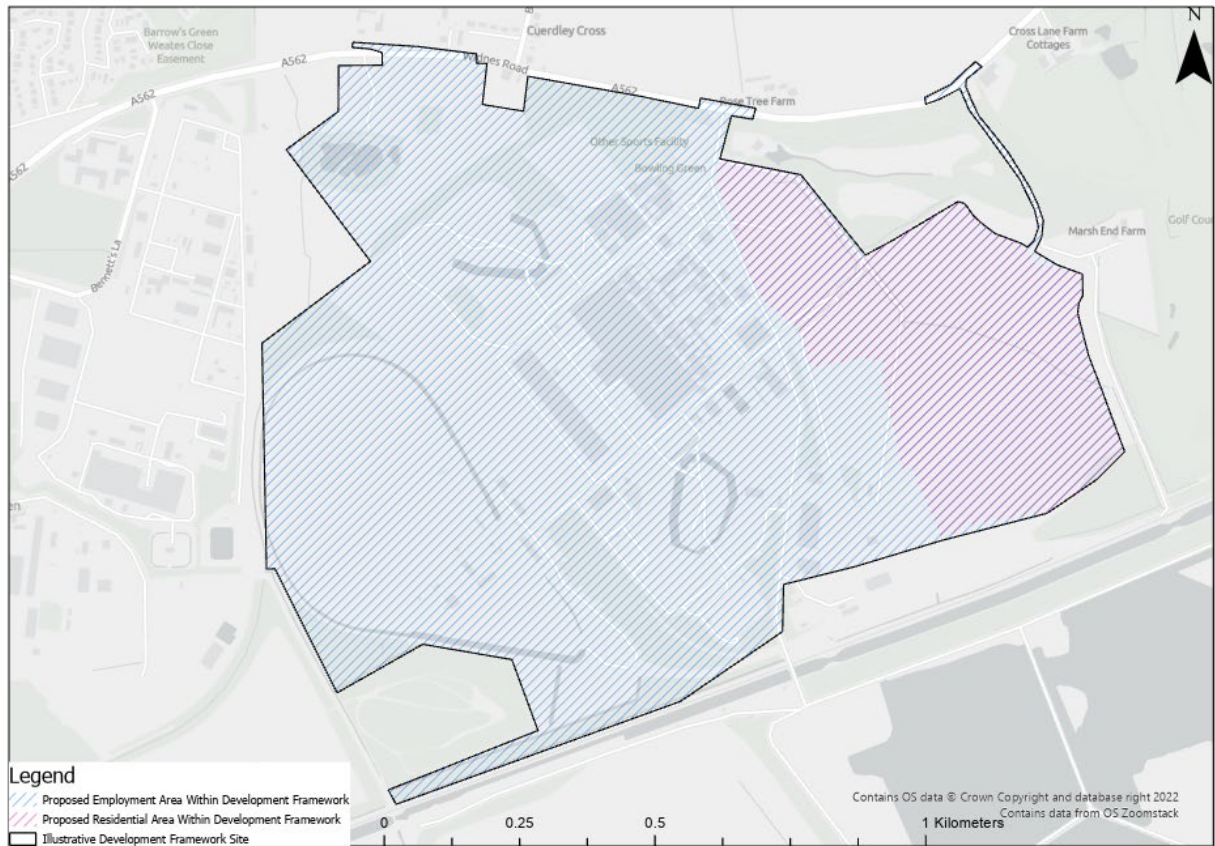 N
Barrow's Green
Weates Close
Easement
Cuerdley Cross
Cross Lane Farm
Cottages
A562
Widnes Road
A562
Rose Tree Farm
A562
Other Sports Facility
Bowling Green
Golf Cou
Marsh End Farm
Bennett's La
en
Legend
Proposed Employment Area Within Development Framework
Proposed Residential Area Within Development Framework
Illustrative Development Framework Site
0 0.25 0.5 1 Kilometers
Contains OS data © Crown Copyright and database right 2022
Contains data from OS Zoomstack